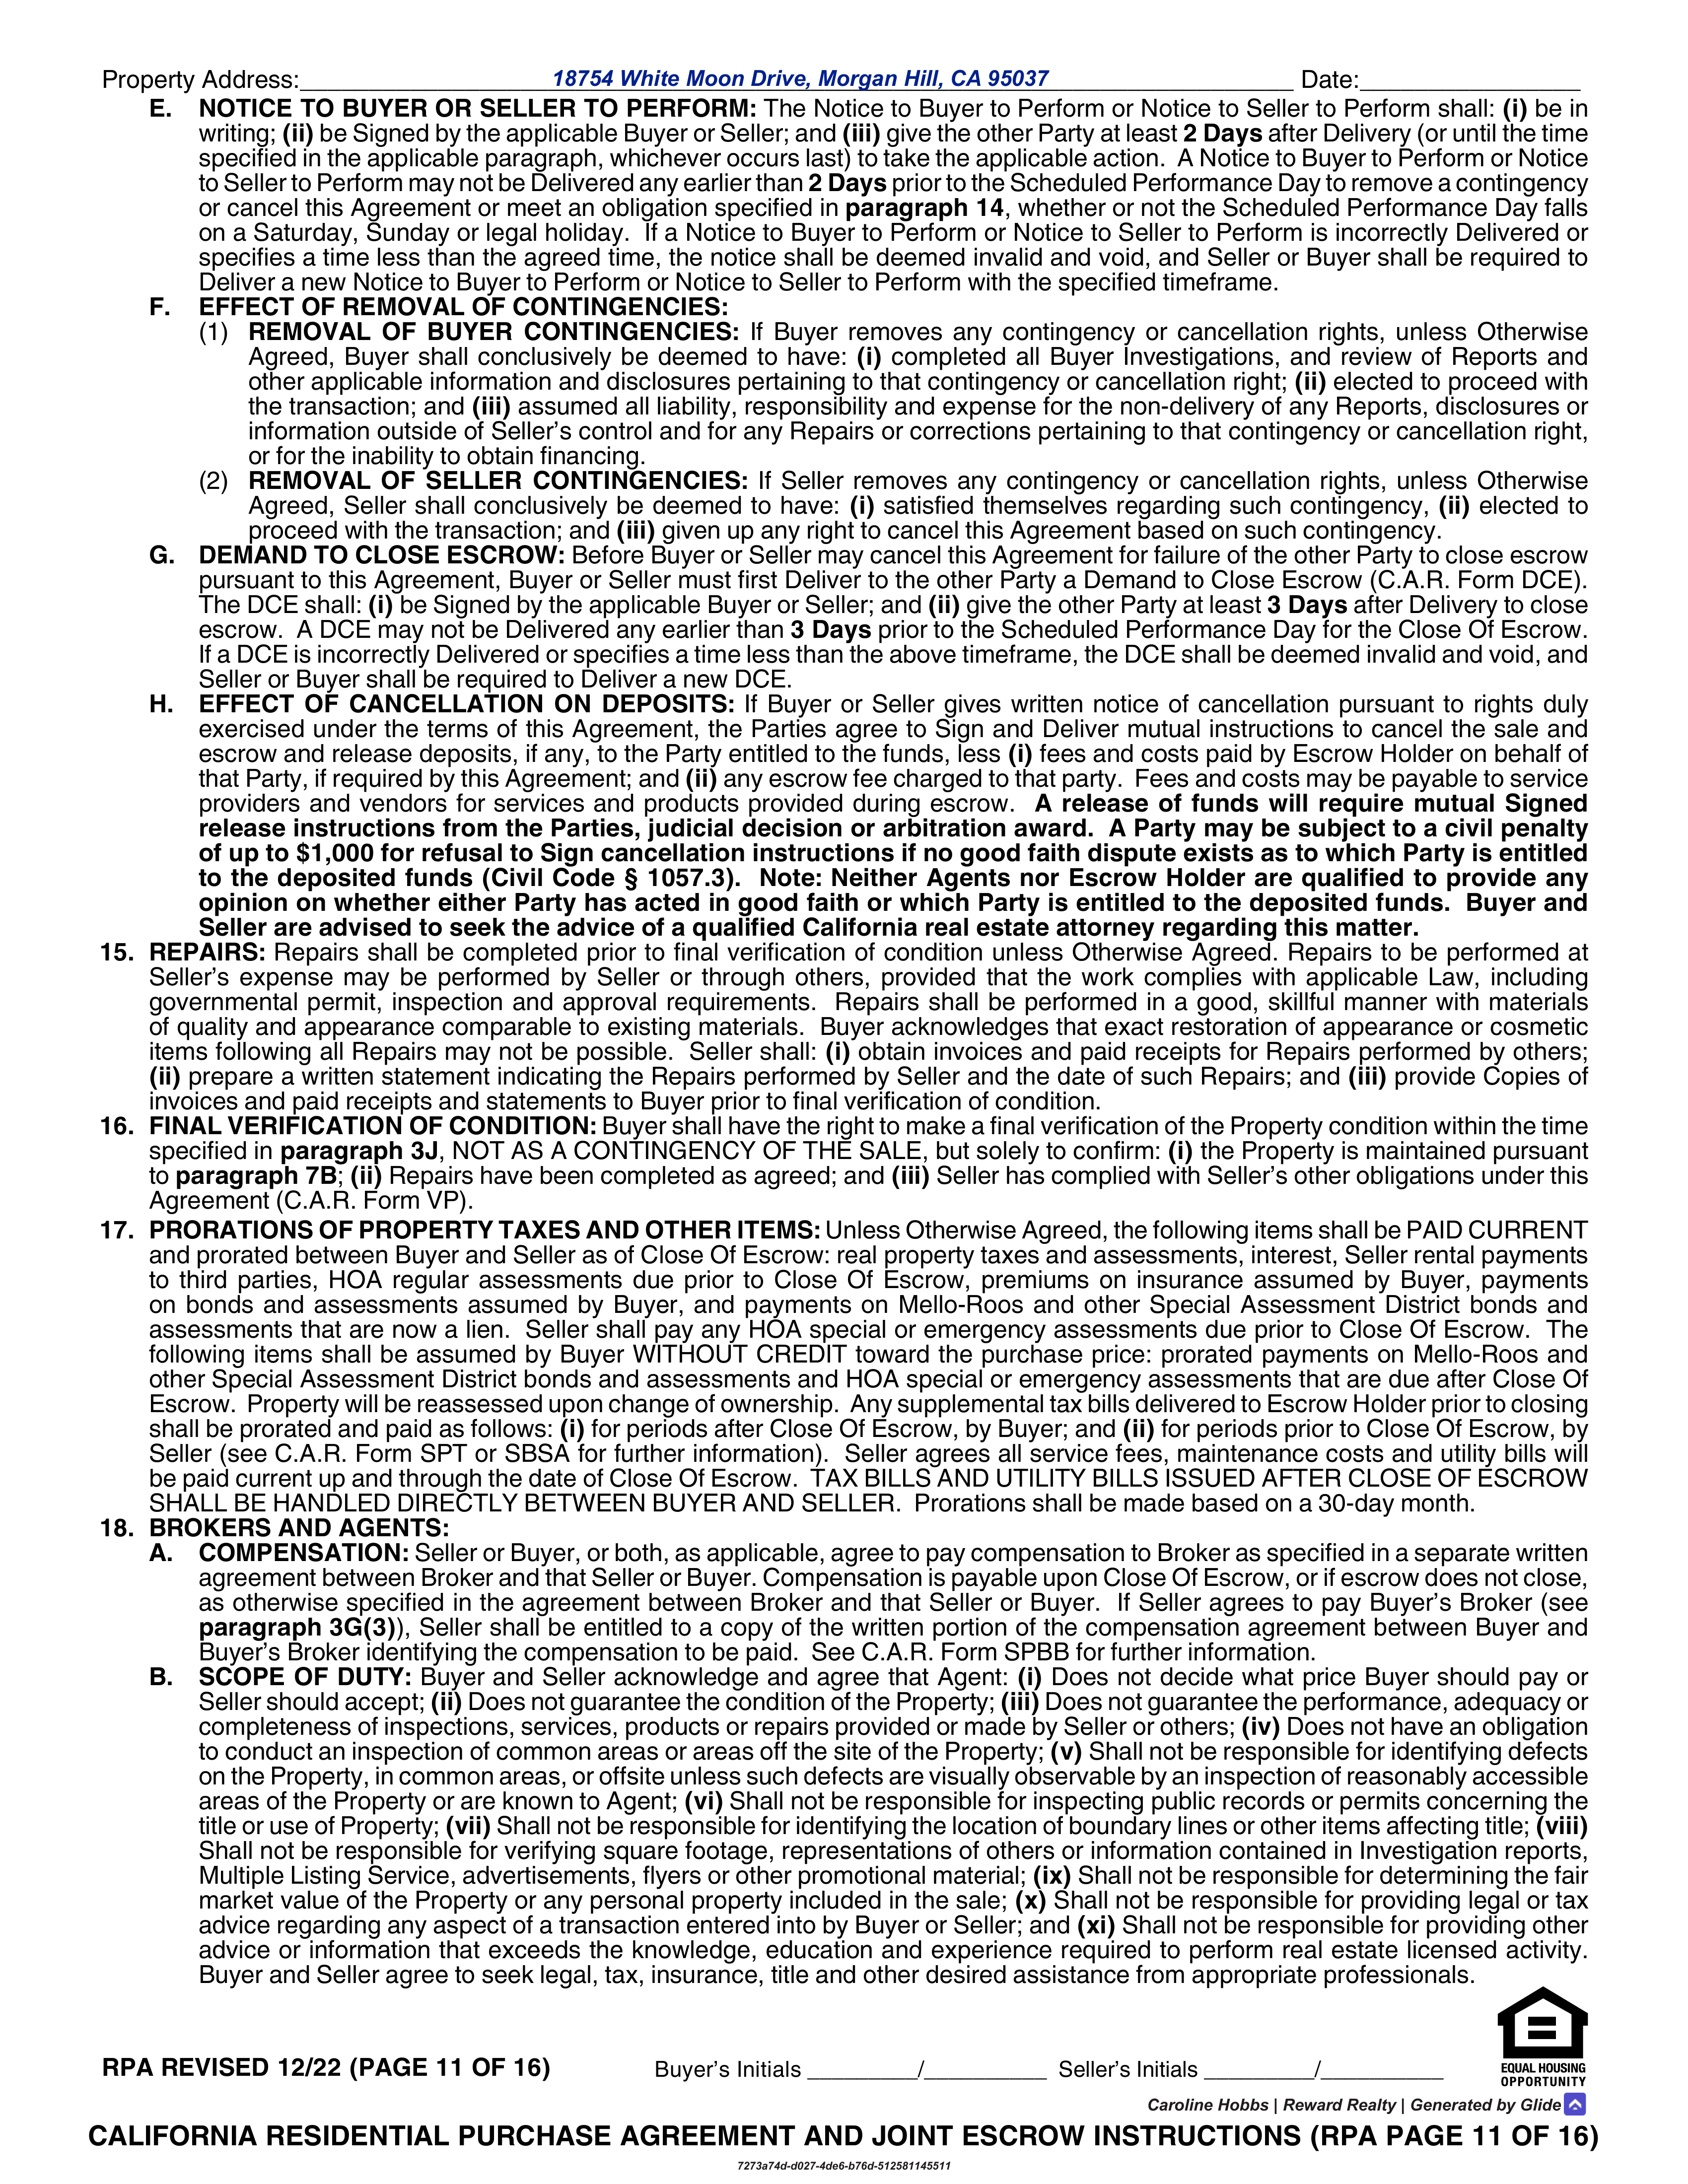 Property Address: 18754 White Moon Drive, Morgan Hill, CA 95037 Date:
E. NOTICE TO BUYER OR SELLER TO PERFORM: The Notice to Buyer to Perform or Notice to Seller to Perform shall: (i) be in
writing; (ii) be Signed by the applicable Buyer or Seller; and (iii) give the other Party at least 2 Days after Delivery (or until the time
specified in the applicable paragraph, whichever occurs last) to take the applicable action. A Notice to Buyer to Perform or Notice
to Seller to Perform may not be Delivered any earlier than 2 Days prior to the Scheduled Performance Day to remove a contingency
or cancel this Agreement or meet an obligation specified in paragraph 14, whether or not the Scheduled Performance Day falls
on a Saturday, Sunday or legal holiday. If a Notice to Buyer to Perform or Notice to Seller to Perform is incorrectly Delivered or
specifies a time less than the agreed time, the notice shall be deemed invalid and void, and Seller or Buyer shall be required to
Deliver a new Notice to Buyer to Perform or Notice to Seller to Perform with the specified timeframe.
F. EFFECT OF REMOVAL OF CONTINGENCIES:
(1) REMOVAL OF BUYER CONTINGENCIES: If Buyer removes any contingency or cancellation rights, unless Otherwise
Agreed, Buyer shall conclusively be deemed to have: (i) completed all Buyer Investigations, and review of Reports and
other applicable information and disclosures pertaining to that contingency or cancellation right; (ii) elected to proceed with
the transaction; and (iii) assumed all liability, responsibility and expense for the non-delivery of any Reports, disclosures or
information outside of Seller's control and for any Repairs or corrections pertaining to that contingency or cancellation right,
or for the inability to obtain financing.
(2) REMOVAL OF SELLER CONTINGENCIES: If Seller removes any contingency or cancellation rights, unless Otherwise
Agreed, Seller shall conclusively be deemed to have: (i) satisfied themselves regarding such contingency, (ii) elected to
proceed with the transaction; and (iii) given up any right to cancel this Agreement based on such contingency.
G. DEMAND TO CLOSE ESCROW: Before Buyer or Seller may cancel this Agreement for failure of the other Party to close escrow
pursuant to this Agreement, Buyer or Seller must first Deliver to the other Party a Demand to Close Escrow (C.A.R. Form DCE).
The DCE shall: (i) be Signed by the applicable Buyer or Seller; and (ii) give the other Party at least 3 Days after Delivery to close
escrow. A DCE may not be Delivered any earlier than 3 Days prior to the Scheduled Performance Day for the Close Of Escrow.
If a DCE is incorrectly Delivered or specifies a time less than the above timeframe, the DCE shall be deemed invalid and void, and
Seller or Buyer shall be required to Deliver a new DCE.
H. EFFECT OF CANCELLATION ON DEPOSITS: If Buyer or Seller gives written notice of cancellation pursuant to rights duly
exercised under the terms of this Agreement, the Parties agree to Sign and Deliver mutual instructions to cancel the sale and
escrow and release deposits, if any, to the Party entitled to the funds, less (i) fees and costs paid by Escrow Holder on behalf of
that Party, if required by this Agreement; and (ii) any escrow fee charged to that party. Fees and costs may be payable to service
providers and vendors for services and products provided during escrow. A release of funds will require mutual Signed
release instructions from the Parties, judicial decision or arbitration award. A Party may be subject to a civil penalty
of up to $1,000 for refusal to Sign cancellation instructions if no good faith dispute exists as to which Party is entitled
to the deposited funds (Civil Code § 1057.3). Note: Neither Agents nor Escrow Holder are qualified to provide any
opinion on whether either Party has acted in good faith or which Party is entitled to the deposited funds. Buyer and
Seller are advised to seek the advice of a qualified California real estate attorney regarding this matter.
15. REPAIRS: Repairs shall be completed prior to final verification of condition unless Otherwise Agreed. Repairs to be performed at
Seller's expense may be performed by Seller or through others, provided that the work complies with applicable Law, including
governmental permit, inspection and approval requirements. Repairs shall be performed in a good, skillful manner with materials
of quality and appearance comparable to existing materials. Buyer acknowledges that exact restoration of appearance or cosmetic
items following all Repairs may not be possible. Seller shall: (i) obtain invoices and paid receipts for Repairs performed by others;
(ii) prepare a written statement indicating the Repairs performed by Seller and the date of such Repairs; and (iii) provide Copies of
invoices and paid receipts and statements to Buyer prior to final verification of condition.
16. FINAL VERIFICATION OF CONDITION: Buyer shall have the right to make a final verification of the Property condition within the time
specified in paragraph 3J, NOT AS A CONTINGENCY OF THE SALE, but solely to confirm: (i) the Property is maintained pursuant
to paragraph 7B; (ii) Repairs have been completed as agreed; and (iii) Seller has complied with Seller's other obligations under this
Agreement (C.A.R. Form VP).
17. PRORATIONS OF PROPERTY TAXES AND OTHER ITEMS: Unless Otherwise Agreed, the following items shall be PAID CURRENT
and prorated between Buyer and Seller as of Close Of Escrow: real property taxes and assessments, interest, Seller rental payments
to third parties, HOA regular assessments due prior to Close Of Escrow, premiums on insurance assumed by Buyer, payments
on bonds and assessments assumed by Buyer, and payments on Mello-Roos and other Special Assessment District bonds and
assessments that are now a lien. Seller shall pay any HOA special or emergency assessments due prior to Close Of Escrow. The
following items shall be assumed by Buyer WITHOUT CREDIT toward the purchase price: prorated payments on Mello-Roos and
other Special Assessment District bonds and assessments and HOA special or emergency assessments that are due after Close Of
Escrow. Property will be reassessed upon change of ownership. Any supplemental tax bills delivered to Escrow Holder prior to closing
shall be prorated and paid as follows: (i) for periods after Close Of Escrow, by Buyer; and (ii) for periods prior to Close Of Escrow, by
Seller (see C.A.R. Form SPT or SBSA for further information). Seller agrees all service fees, maintenance costs and utility bills will
be paid current up and through the date of Close Of Escrow. TAX BILLS AND UTILITY BILLS ISSUED AFTER CLOSE OF ESCROW
SHALL BE HANDLED DIRECTLY BETWEEN BUYER AND SELLER. Prorations shall be made based on a 30-day month.
18. BROKERS AND AGENTS:
A. COMPENSATION: Seller or Buyer, or both, as applicable, agree to pay compensation to Broker as specified in a separate written
agreement between Broker and that Seller or Buyer. Compensation is payable upon Close Of Escrow, or if escrow does not close,
as otherwise specified in the agreement between Broker and that Seller or Buyer. If Seller agrees to pay Buyer's Broker (see
paragraph 3G(3)), Seller shall be entitled to a copy of the written portion of the compensation agreement between Buyer and
Buyer's Broker identifying the compensation to be paid. See C.A.R. Form SPBB for further information.
B. SCOPE OF DUTY: Buyer and Seller acknowledge and agree that Agent: (i) Does not decide what price Buyer should pay or
Seller should accept; (ii) Does not guarantee the condition of the Property; (iii) Does not guarantee the performance, adequacy or
completeness of inspections, services, products or repairs provided or made by Seller or others; (iv) Does not have an obligation
to conduct an inspection of common areas or areas off the site of the Property; (v) Shall not be responsible for identifying defects
on the Property, in common areas, or offsite unless such defects are visually observable by an inspection of reasonably accessible
areas of the Property or are known to Agent; (vi) Shall not be responsible for inspecting public records or permits concerning the
title or use of Property; (vii) Shall not be responsible for identifying the location of boundary lines or other items affecting title; (viii)
Shall not be responsible for verifying square footage, representations of others or information contained in Investigation reports,
Multiple Listing Service, advertisements, flyers or other promotional material; (ix) Shall not be responsible for determining the fair
market value of the Property or any personal property included in the sale; (x) Shall not be responsible for providing legal or tax
advice regarding any aspect of a transaction entered into by Buyer or Seller; and (xi) Shall not be responsible for providing other
advice or information that exceeds the knowledge, education and experience required to perform real estate licensed activity.
Buyer and Seller agree to seek legal, tax, insurance, title and other desired assistance from appropriate professionals.
RPA REVISED 12/22 (PAGE 11 OF 16) Buyer's Initials / Seller's Initials /
EQUAL HOUSING
OPPORTUNITY
Caroline Hobbs | Reward Realty | Generated by Glide
CALIFORNIA RESIDENTIAL PURCHASE AGREEMENT AND JOINT ESCROW INSTRUCTIONS (RPA PAGE 11 OF 16)
7273a74d-d027-4de6-b76d-512581145511